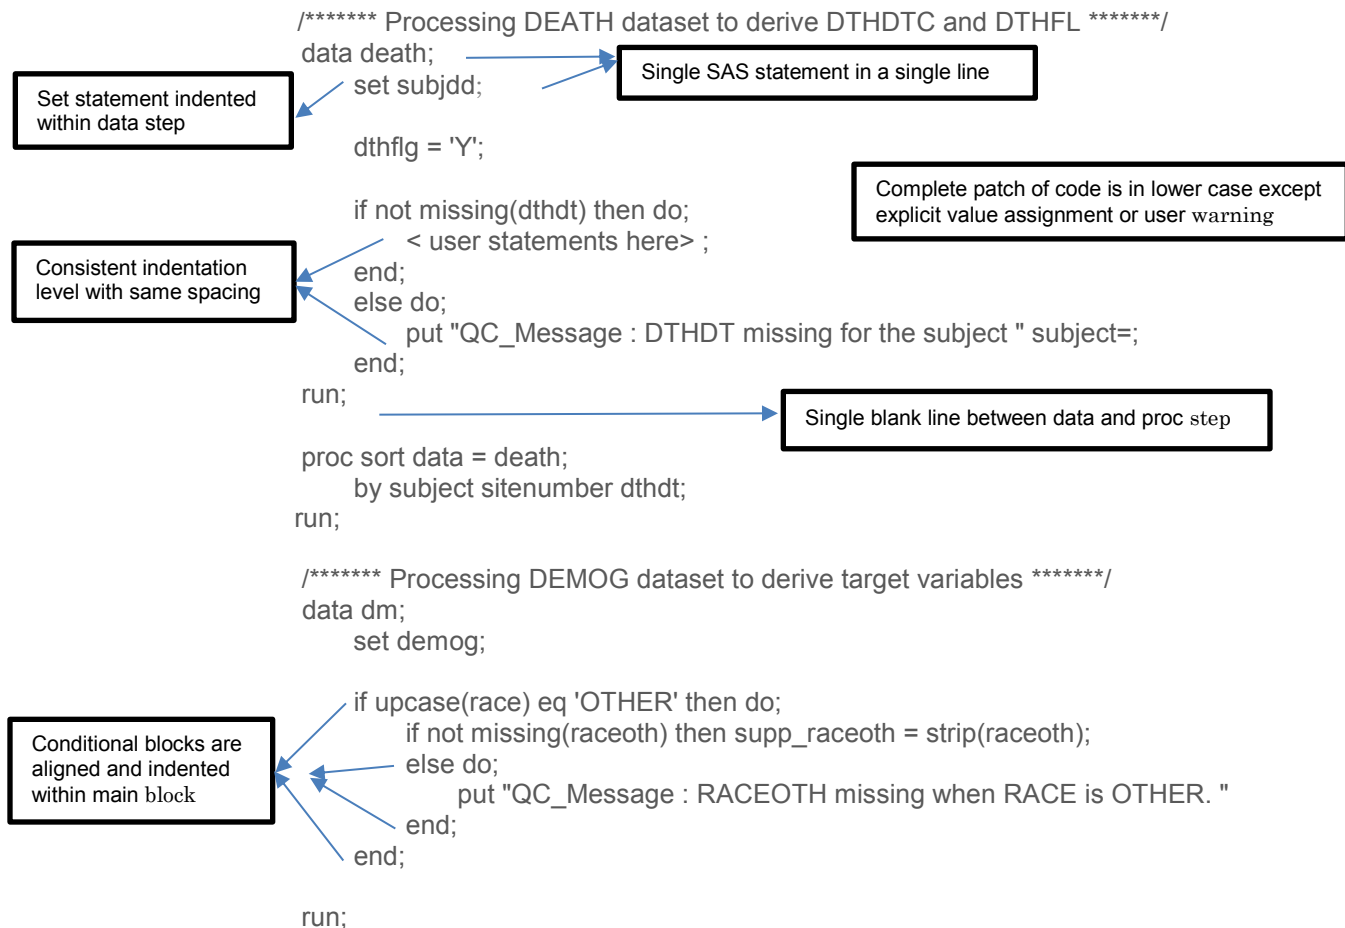 /******* Processing DEATH dataset to derive DTHDTC and DTHFL *******/
data death;
Single SAS statement in a single line
set subjdd;
Set statement indented
within data step
dthflg = 'Y';
Complete patch of code is in lower case except
explicit value assignment or user warning
if not missing(dthdt) then do;
< user statements here> ;
Consistent indentation
level with same spacing
end;
else do;
put "QC_Message : DTHDT missing for the subject " subject=;
end;
run;
Single blank line between data and proc step
proc sort data = death;
by subject sitenumber dthdt;
run;
/******* Processing DEMOG dataset to derive target variables *******/
data dm;
set demog;
if upcase(race) eq 'OTHER' then do;
if not missing(raceoth) then supp_raceoth = strip(raceoth);
Conditional blocks are
aligned and indented
within main block
else do;
put "QC_Message : RACEOTH missing when RACE is OTHER. "
end;
end;
run;